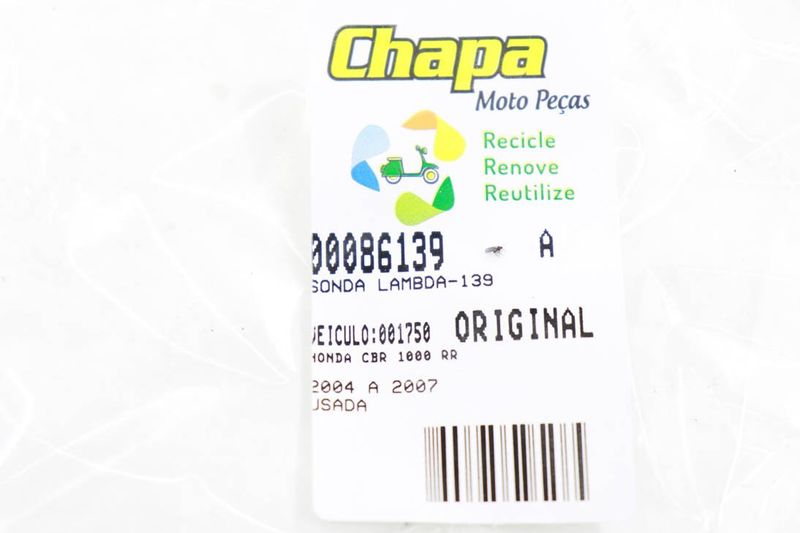 Chapa
Moto Peças
Recicle
Renove
Reutilize
00086139 A
SONDA LAMBDA-139
VEICULO:001750 ORIGINAL
HONDA CBR 1000 RR
2004 A 2007
USADA